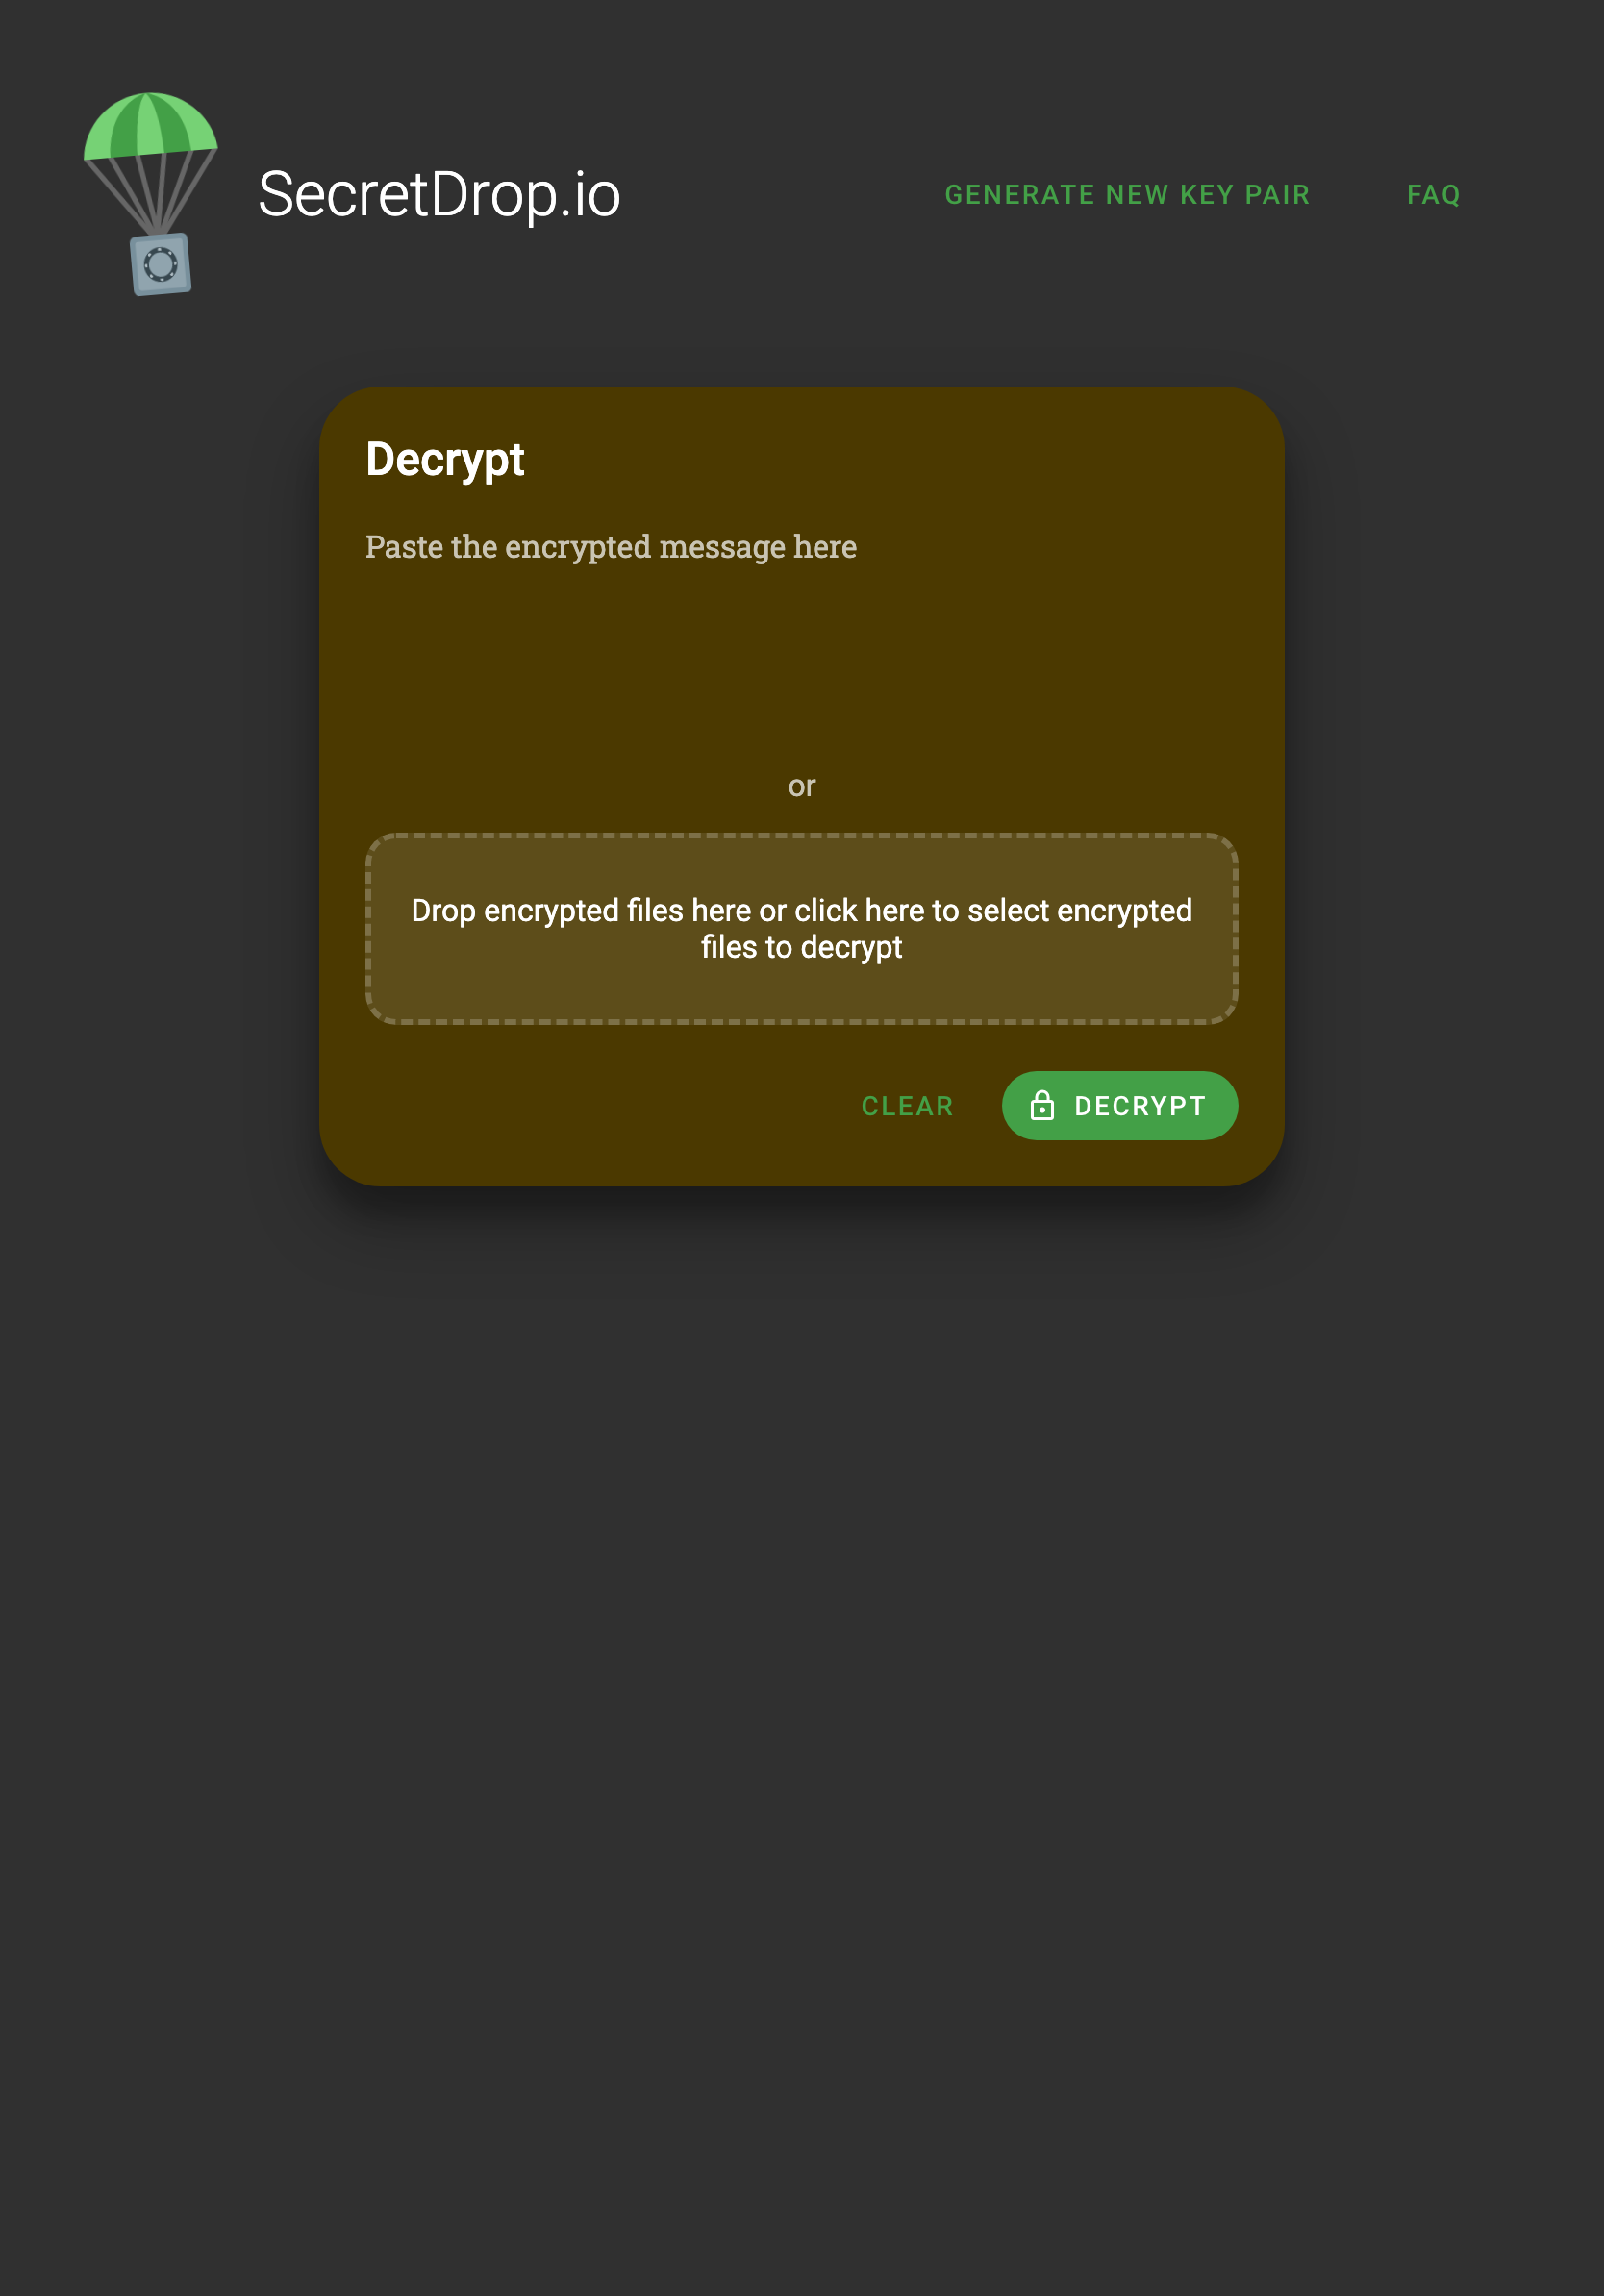 SecretDrop.io
GENERATE NEW KEY PAIR
FAQ
Decrypt
Paste the encrypted message here
or
Drop encrypted files here or click here to select encrypted
files to decrypt
CLEAR
DECRYPT